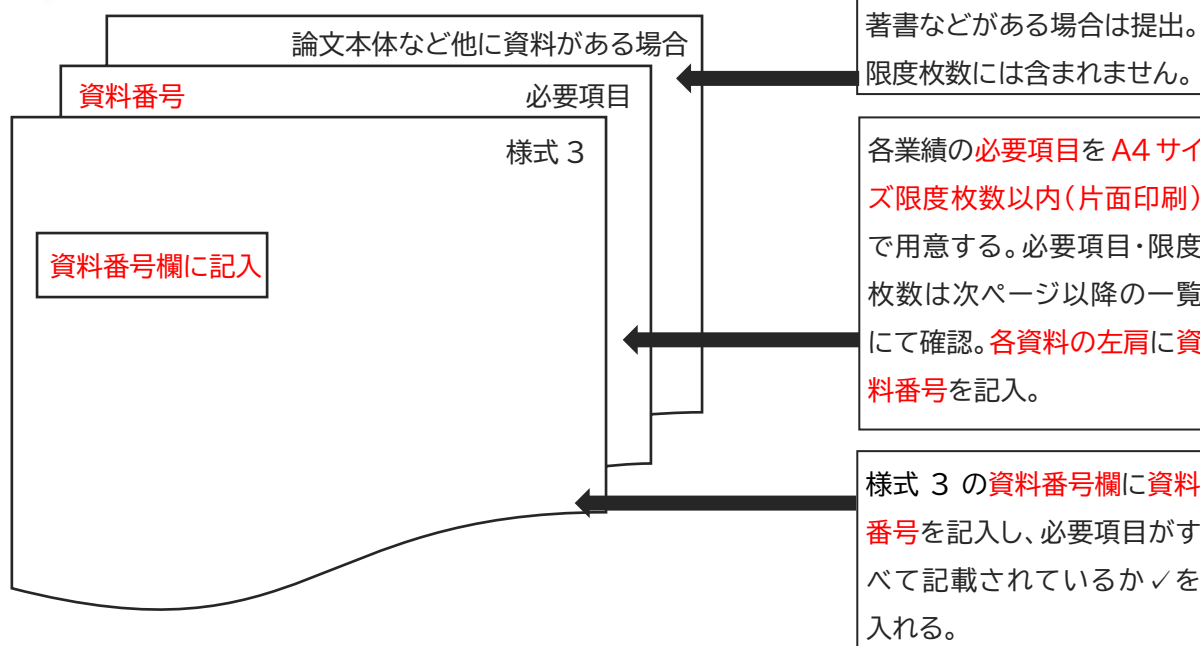 論文本体など他に資料がある場合
資料番号
必要項目
様式 3
資料番号欄に記入
著書などがある場合は提出。
限度枚数には含まれません。
各業績の必要項目を A4 サイ
ズ限度枚数以内(片面印刷)
で用意する。必要項目・限度
枚数は次ページ以降の一覧
にて確認。各資料の左肩に資
料番号を記入。
様式 3 の資料番号欄に資料
番号を記入し、必要項目がす
べて記載されているか✓を
入れる。